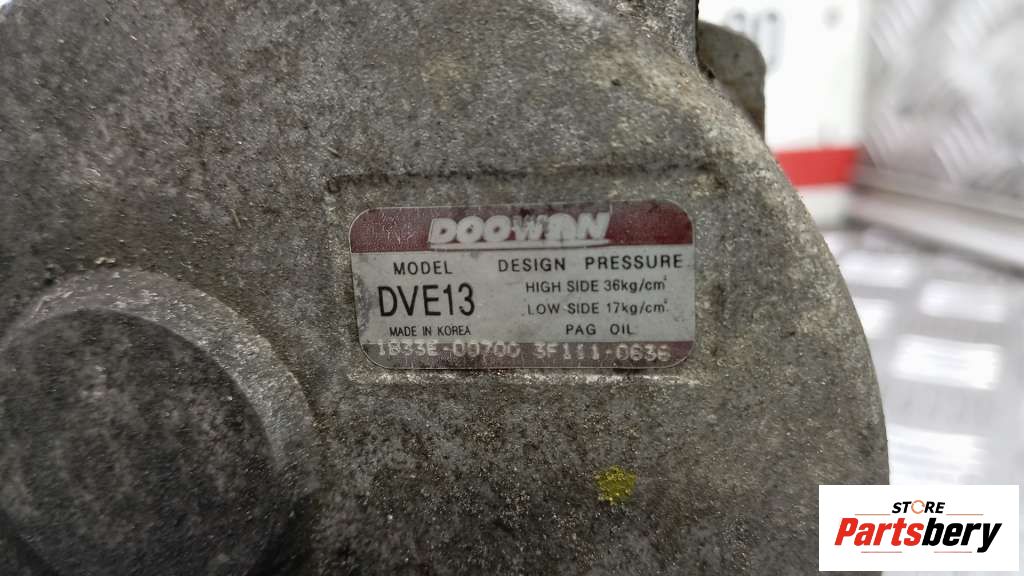 DOOWON
MODEL DESIGN PRESSURE
DVE13 HIGH SIDE 36kg/cm²
LOW SIDE 17kg/cm²
MADE IN KOREA PAG OIL
1B33E-00700 3F111-0636
STORE
Partsbery